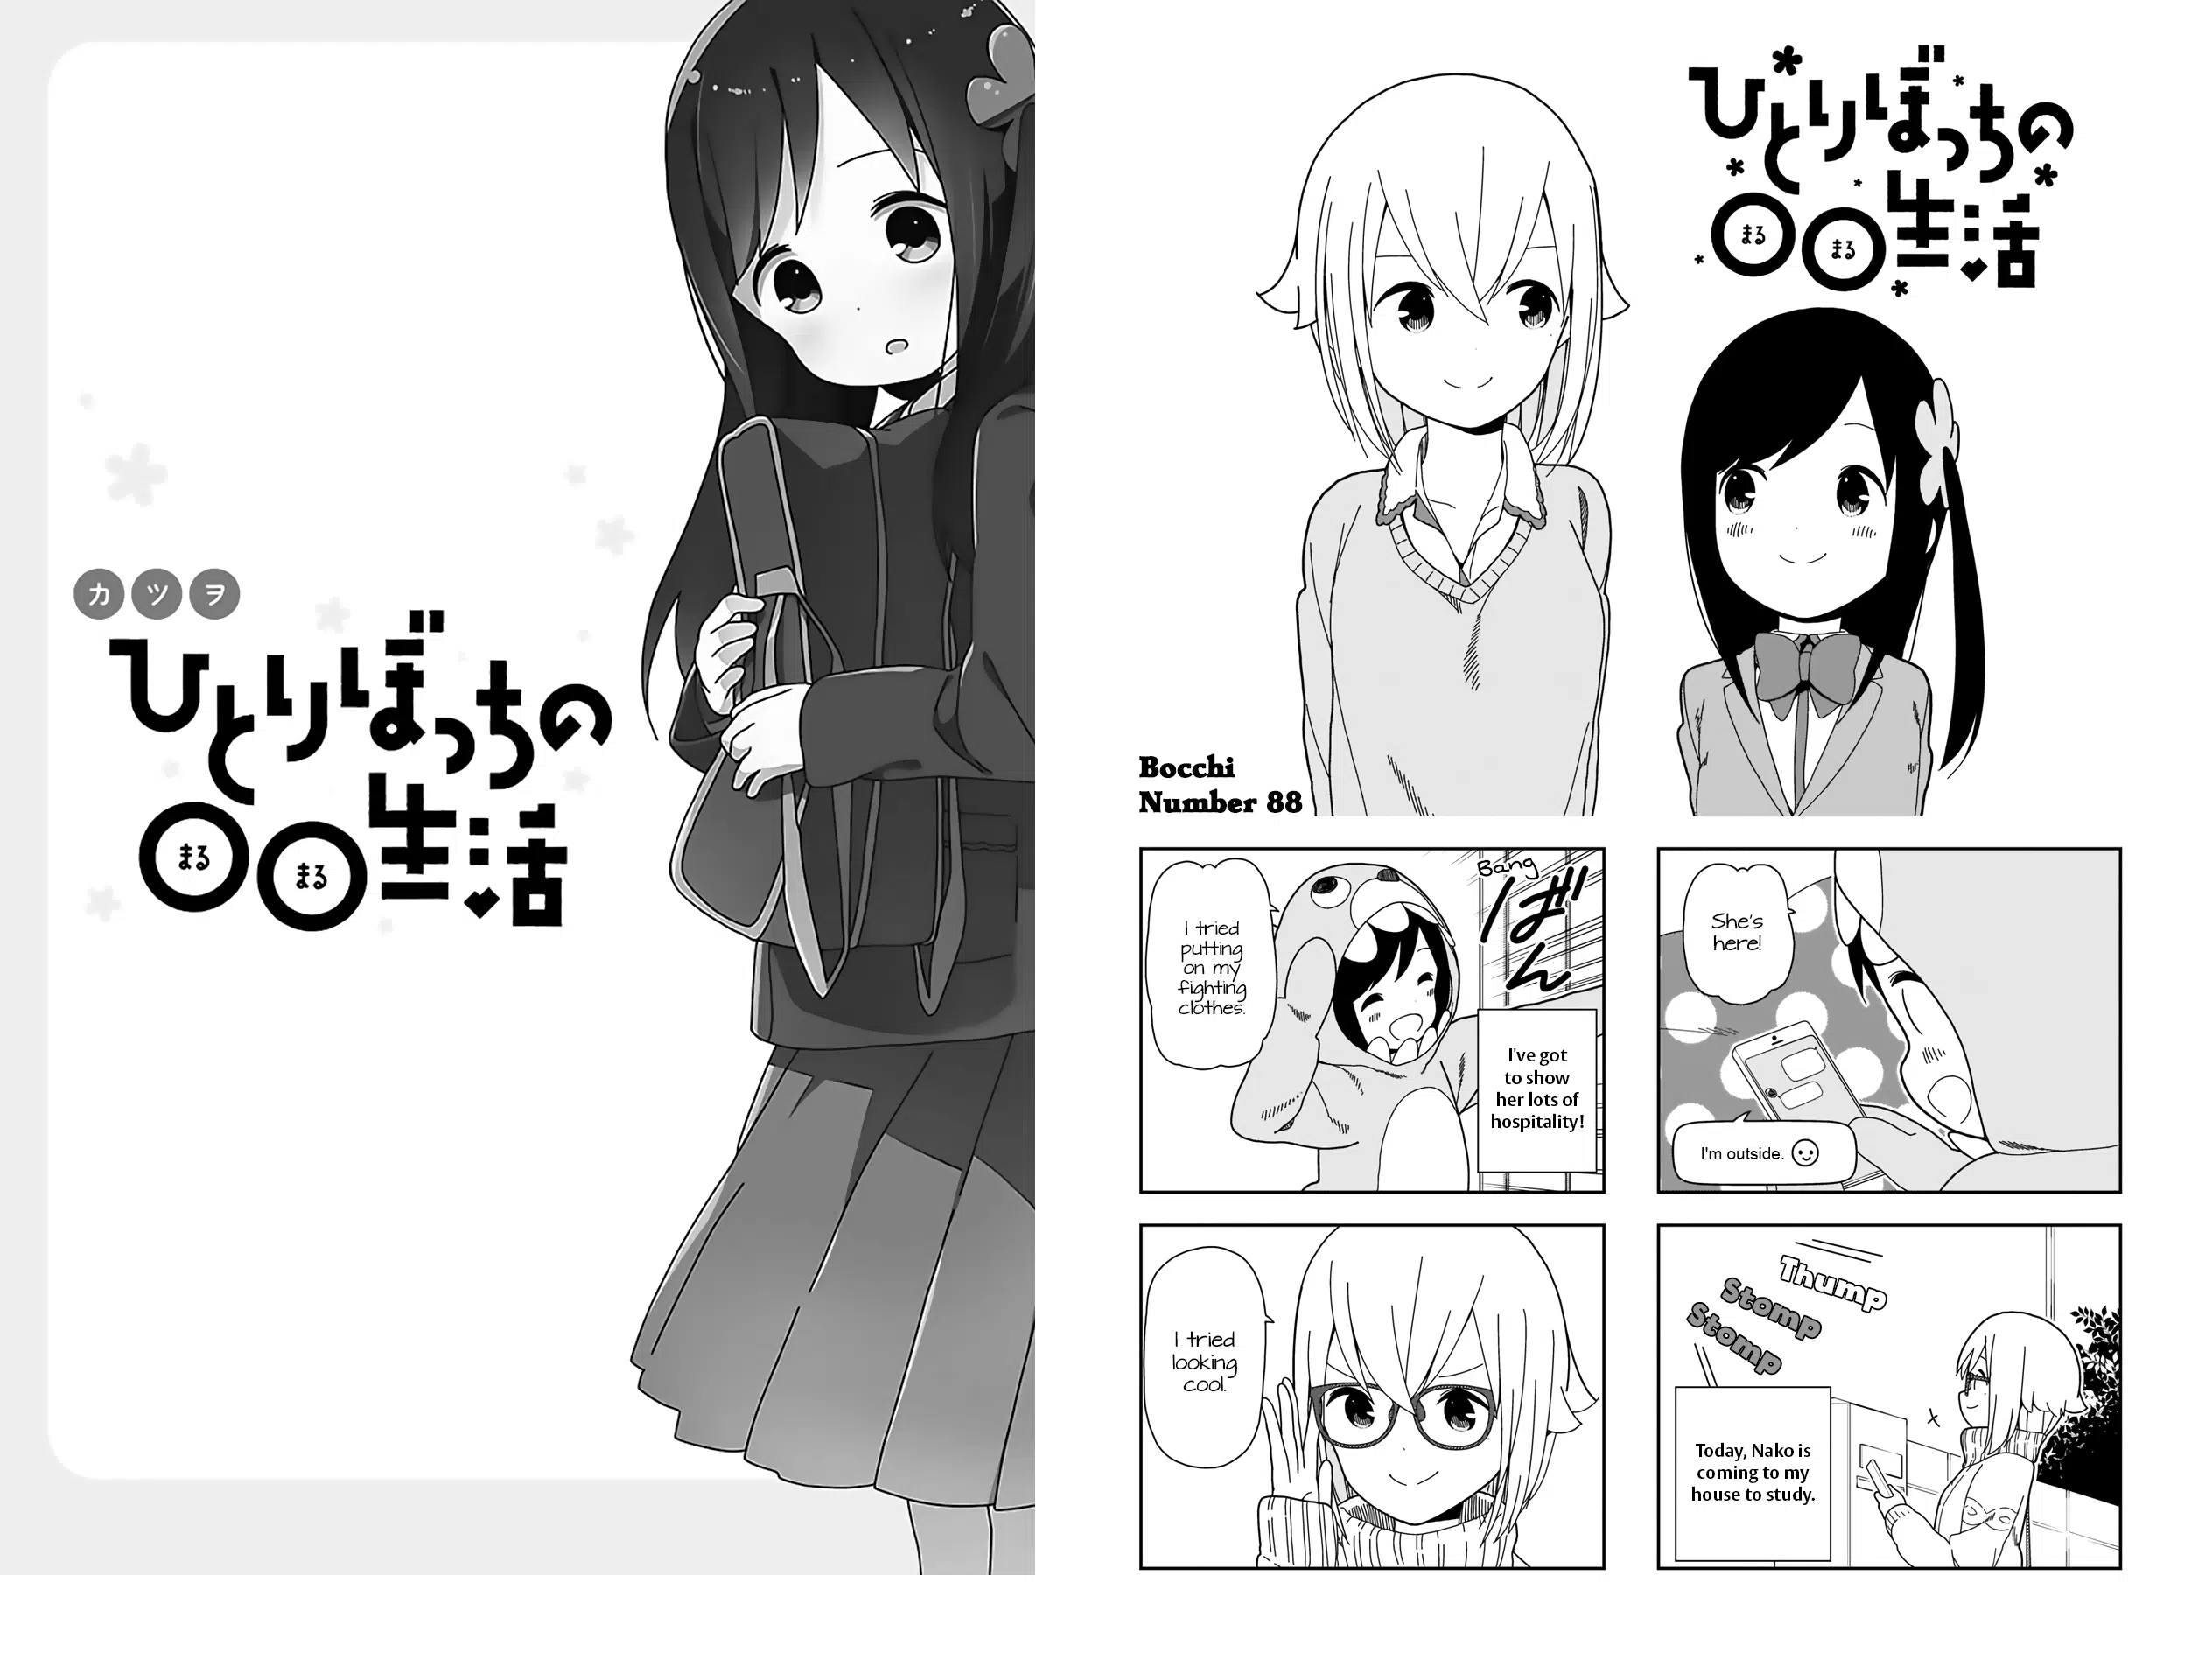 カツヲ
ひとりぼっちの
まる
まる
生活
ひとりぼっちの
まる
まる
生活
Bocchi
Number 88
She's
here!
I'm outside.
Thump
Stomp
Stomp
Today, Nako is
coming to my
house to study.
Bang
ばん
I've got
to show
her lots of
hospitality!
I tried
putting
on my
fighting
clothes.
I tried
looking
cool.